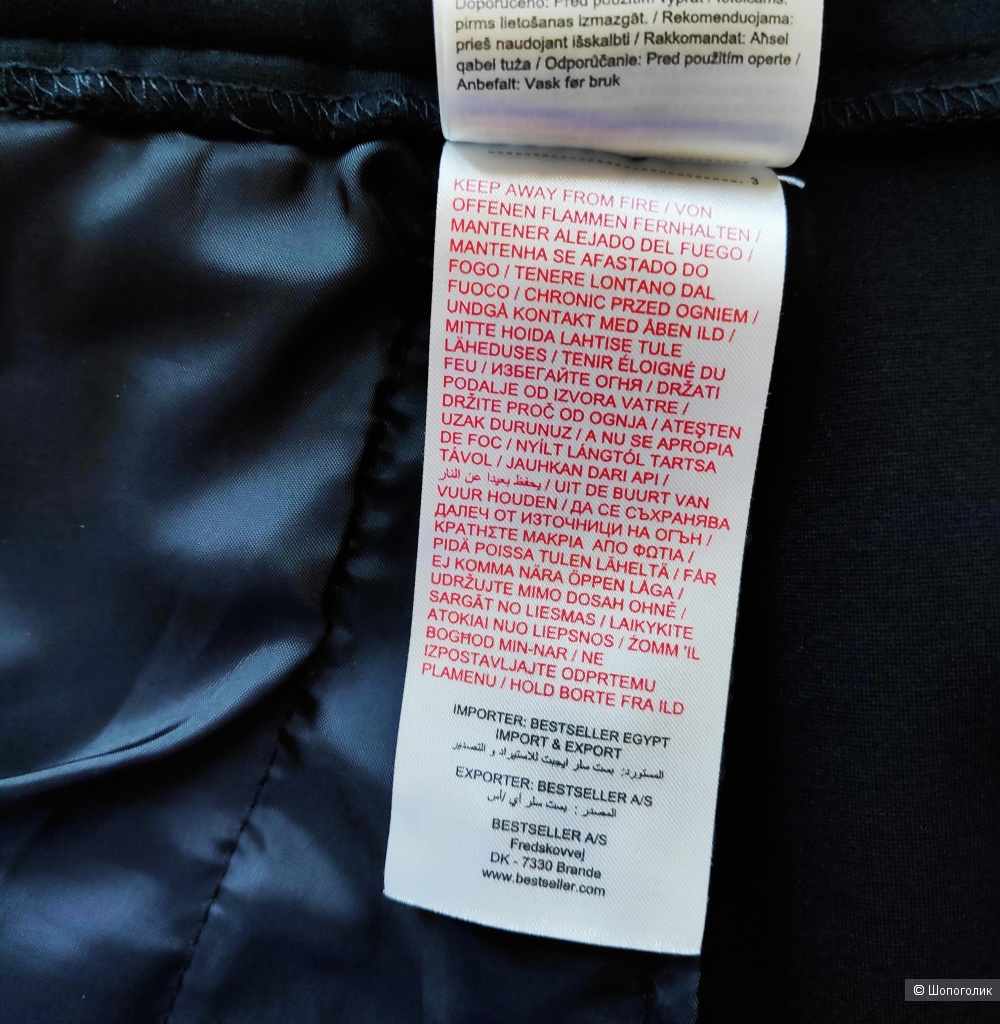 Doporučeno: Před použitím vyprat / Ieteicams:
pirms lietošanas izmazgāt. / Rekomenduojama:
prieš naudojant išskalbti / Rakkomandat: Aħsel
qabel tuża / Odporúčanie: Pred použitím operte /
Anbefalt: Vask før bruk
3
KEEP AWAY FROM FIRE / VON
OFFENEN FLAMMEN FERNHALTEN /
MANTENER ALEJADO DEL FUEGO /
MANTENHA SE AFASTADO DO
FOGO / TENERE LONTANO DAL
FUOCO / CHRONIC PRZED OGNIEM /
UNDGÅ KONTAKT MED ÅBEN ILD /
MITTE HOIDA LAHTISE TULE
LÄHEDUSES / TENIR ÉLOIGNÉ DU
FEU / ИЗБЕГАЙТЕ ОГНЯ / DRŽATI
PODALJE OD IZVORA VATRE /
DRŽITE PROČ OD OGNJA / ATEŞTEN
UZAK DURUNUZ / A NU SE APROPIA
DE FOC / NYÍLT LÁNGTÓL TARTSA
TÁVOL / JAUHKAN DARI API /
يحفظ بعيدا عن النار / UIT DE BUURT VAN
VUUR HOUDEN / ДА СЕ СЪХРАНЯВА
ДАЛЕЧ ОТ ИЗТОЧНИЦИ НА ОГЪН /
ΚΡΑΤΗΣΤΕ ΜΑΚΡΙΑ ΑΠΟ ΦΩΤΙΑ /
PIDÄ POISSA TULEN LÄHELTÄ / FÅR
EJ KOMMA NÄRA ÖPPEN LÅGA /
UDRŽUJTE MIMO DOSAH OHNĚ /
SARGĀT NO LIESMAS / LAIKYKITE
ATOKIAI NUO LIEPSNOS / ŻOMM 'IL
BOGĦOD MIN-NAR / NE
IZPOSTAVLJAJTE ODPRTEMU
PLAMENU / HOLD BORTE FRA ILD
IMPORTER: BESTSELLER EGYPT
IMPORT & EXPORT
المستورد: بست سلر ايجبت للاستيراد و التصدير
EXPORTER: BESTSELLER A/S
المصدر : بست سلر أي/أس
BESTSELLER A/S
Fredskovvej
DK - 7330 Brande
www.bestseller.com
© Шопоголик